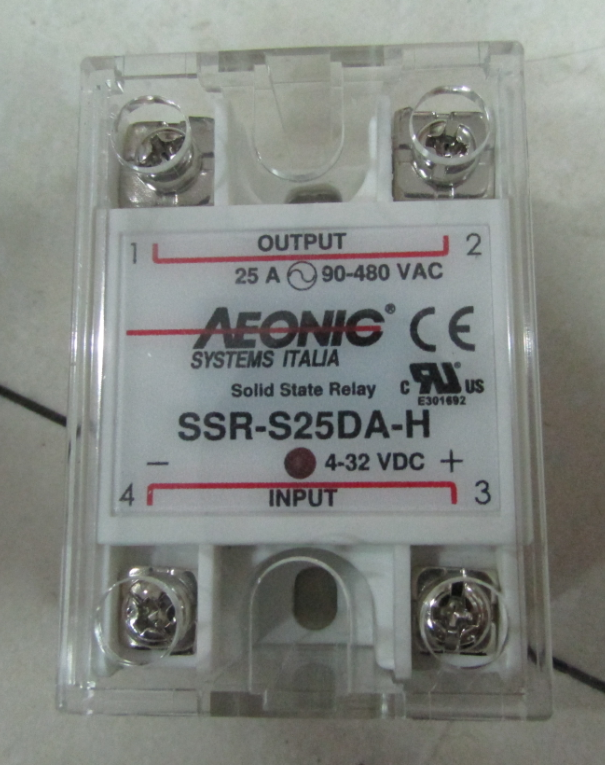 1 OUTPUT 2
25 A 90-480 VAC
AEONIC® CE
SYSTEMS ITALIA
Solid State Relay c RU US
E301692
SSR-S25DA-H
− 4-32 VDC +
4 INPUT 3